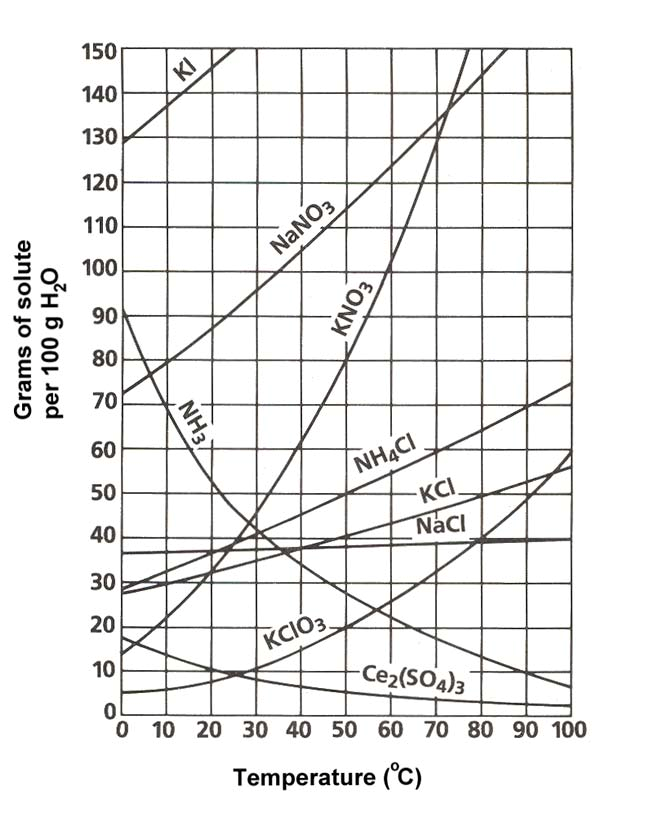 150
140
130
120
110
100
90
80
70
60
50
40
30
20
10
0
Grams of solute
per 100 g H₂O
KI
NaNO₃
KNO₃
NH₃
NH₄Cl
KCl
NaCl
KClO₃
Ce₂(SO₄)₃
0 10 20 30 40 50 60 70 80 90 100
Temperature (°C)